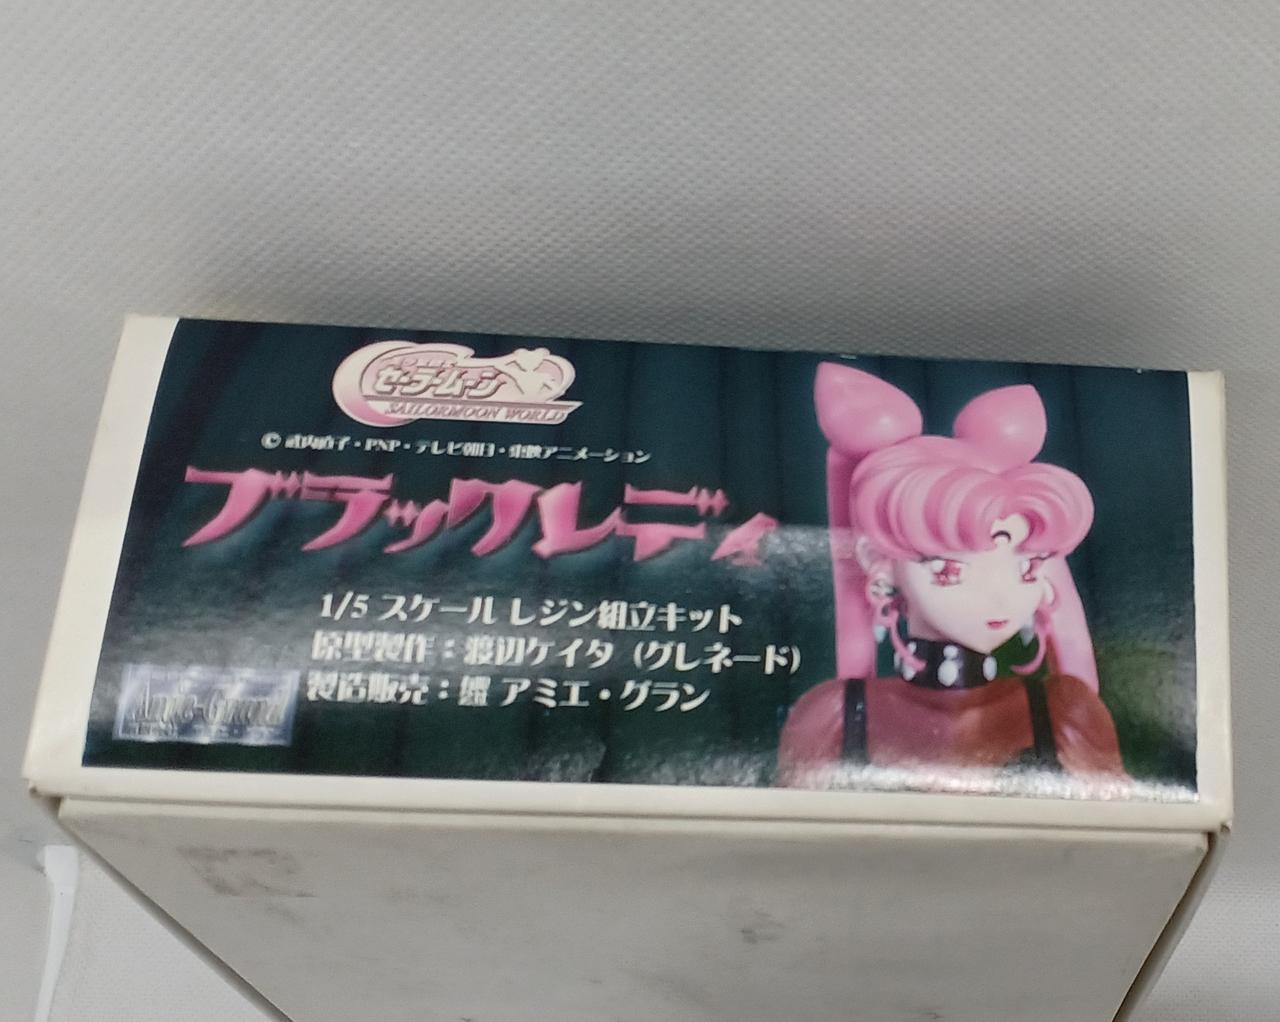 セーラームーン
SAILORMOON WORLD
© 武内直子・PNP・テレビ朝日・東映アニメーション
ブラックレディ
1/5 スケール レジン組立キット
原型製作：渡辺ケイタ（グレネード）
製造販売： アミエ・グラン
Amie-Grand